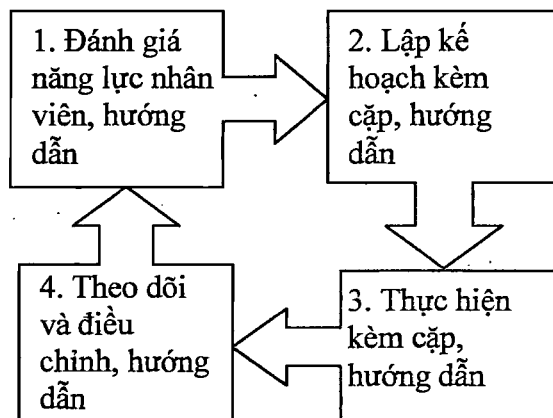 1. Đánh giá
năng lực nhân
viên, hướng
dẫn
2. Lập kế
hoạch kèm
cặp, hướng
dẫn
3. Thực hiện
kèm cặp,
hướng dẫn
4. Theo dõi
và điều
chỉnh, hướng
dẫn